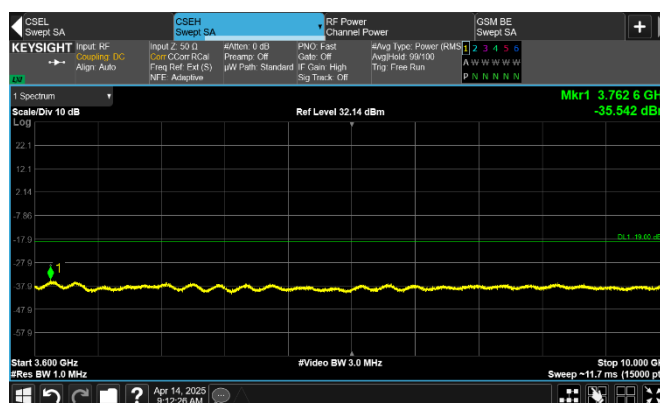 CSEL
Swept SA
CSEH
Swept SA
RF Power
Channel Power
GSM BE
Swept SA
+
KEYSIGHT
Input: RF
Coupling: DC
Align: Auto
Input Z: 50 Ω
Corr CCorr RCal
Freq Ref: Ext (S)
NFE: Adaptive
#Atten: 0 dB
Preamp: Off
µW Path: Standard
PNO: Fast
Gate: Off
IF Gain: High
Sig Track: Off
#Avg Type: Power (RMS)
Avg|Hold: 99/100
Trig: Free Run
1 2 3 4 5 6
A W W W W W
P N N N N N
1 Spectrum
Scale/Div 10 dB
Ref Level 32.14 dBm
Mkr1 3.762 6 GH
-35.542 dBm
Log
22.1
12.1
2.14
-7.86
-17.9
-27.9
-37.9
-47.9
-57.9
DL1 -19.00 dB
1
Start 3.600 GHz
#Res BW 1.0 MHz
#Video BW 3.0 MHz
Stop 10.000 G
Sweep ~11.7 ms (15000 pt
?
Apr 14, 2025
9:12:26 AM